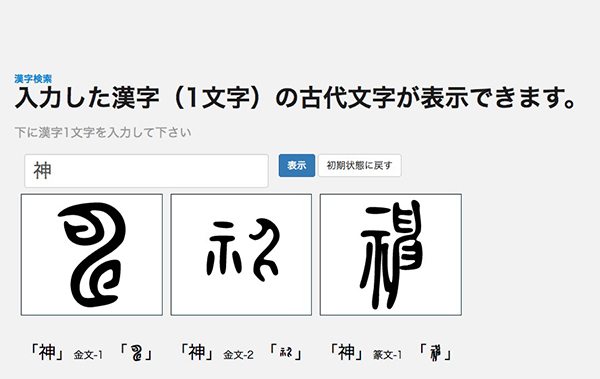 漢字検索
入力した漢字（1文字）の古代文字が表示できます。
下に漢字1文字を入力して下さい
神 表示 初期状態に戻す
「神」金文-1 「」 「神」金文-2 「」 「神」篆文-1 「」